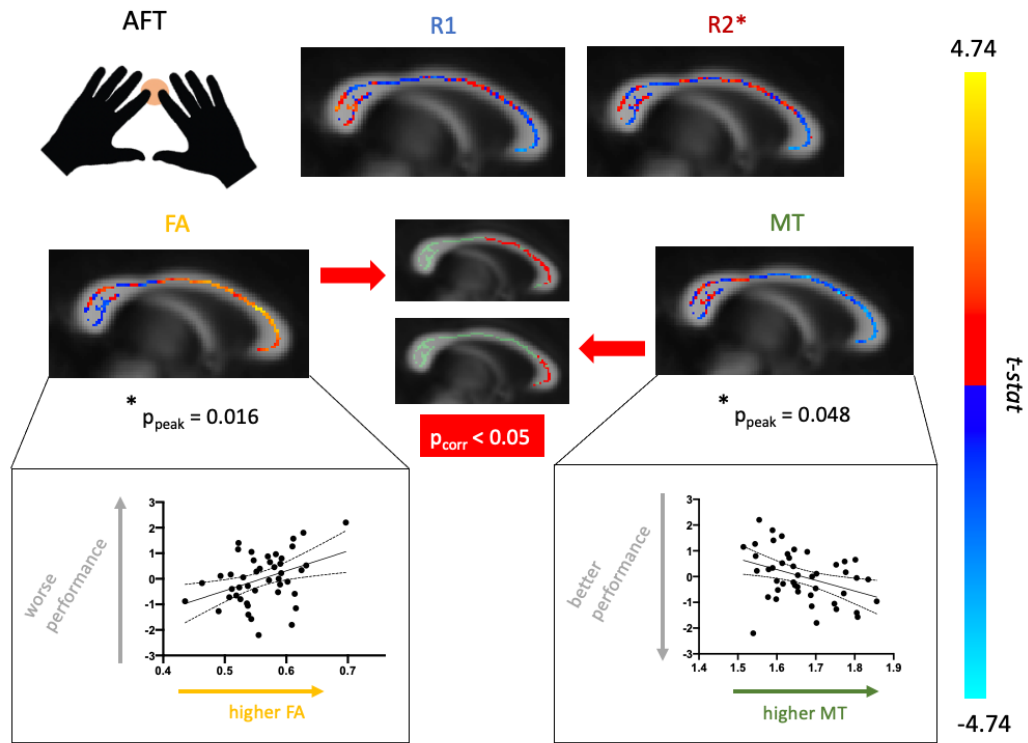 AFT
R1
R2*
4.74
FA
MT
t-stat
* p_peak = 0.016
* p_peak = 0.048
p_corr < 0.05
-4.74
worse
performance
3
2
1
0
-1
-2
-3
0.4 0.5 0.6 0.7
higher FA
better
performance
3
2
1
0
-1
-2
-3
1.4 1.5 1.6 1.7 1.8 1.9
higher MT